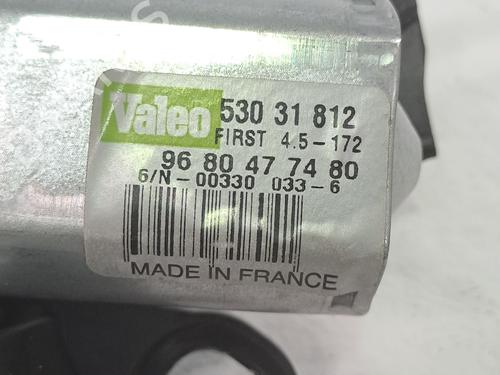 Valeo 530 31 812
FIRST 4.5-172
96 80 47 74 80
6/N-00330 033-6
MADE IN FRANCE